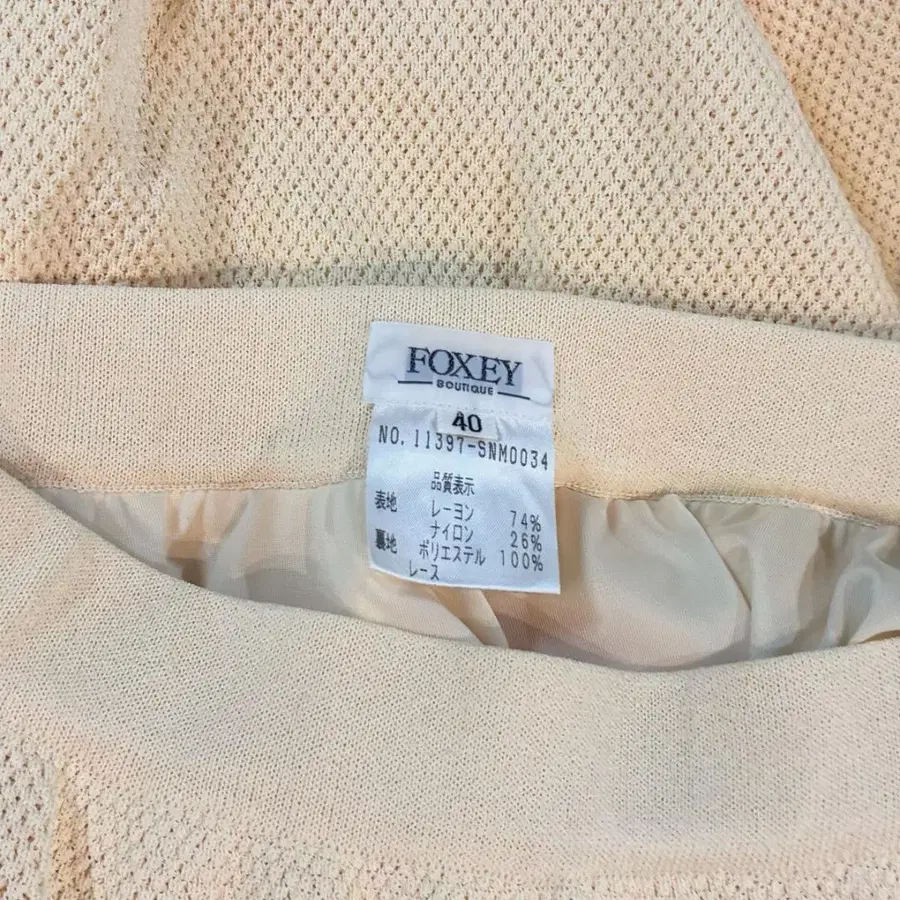 FOXEY
BOUTIQUE
40
NO. 11397-SNM0034
品質表示
表地 レーヨン 74%
ナイロン 26%
裏地 ポリエステル 100%
レース